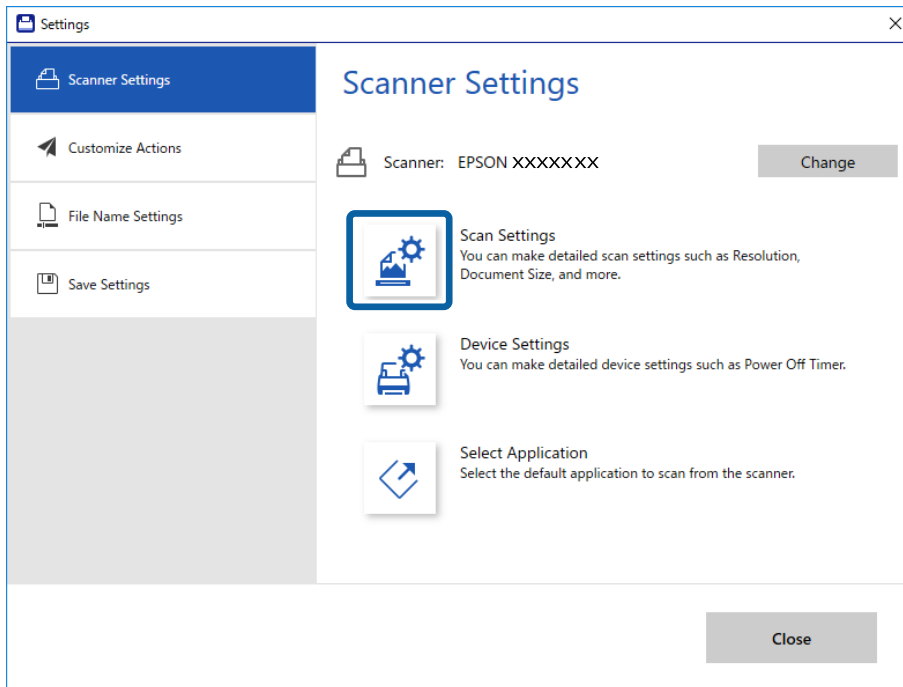 Settings
Scanner Settings
Customize Actions
File Name Settings
Save Settings
Scanner Settings
Scanner: EPSON XXXXXXX
Change
Scan Settings
You can make detailed scan settings such as Resolution,
Document Size, and more.
Device Settings
You can make detailed device settings such as Power Off Timer.
Select Application
Select the default application to scan from the scanner.
Close